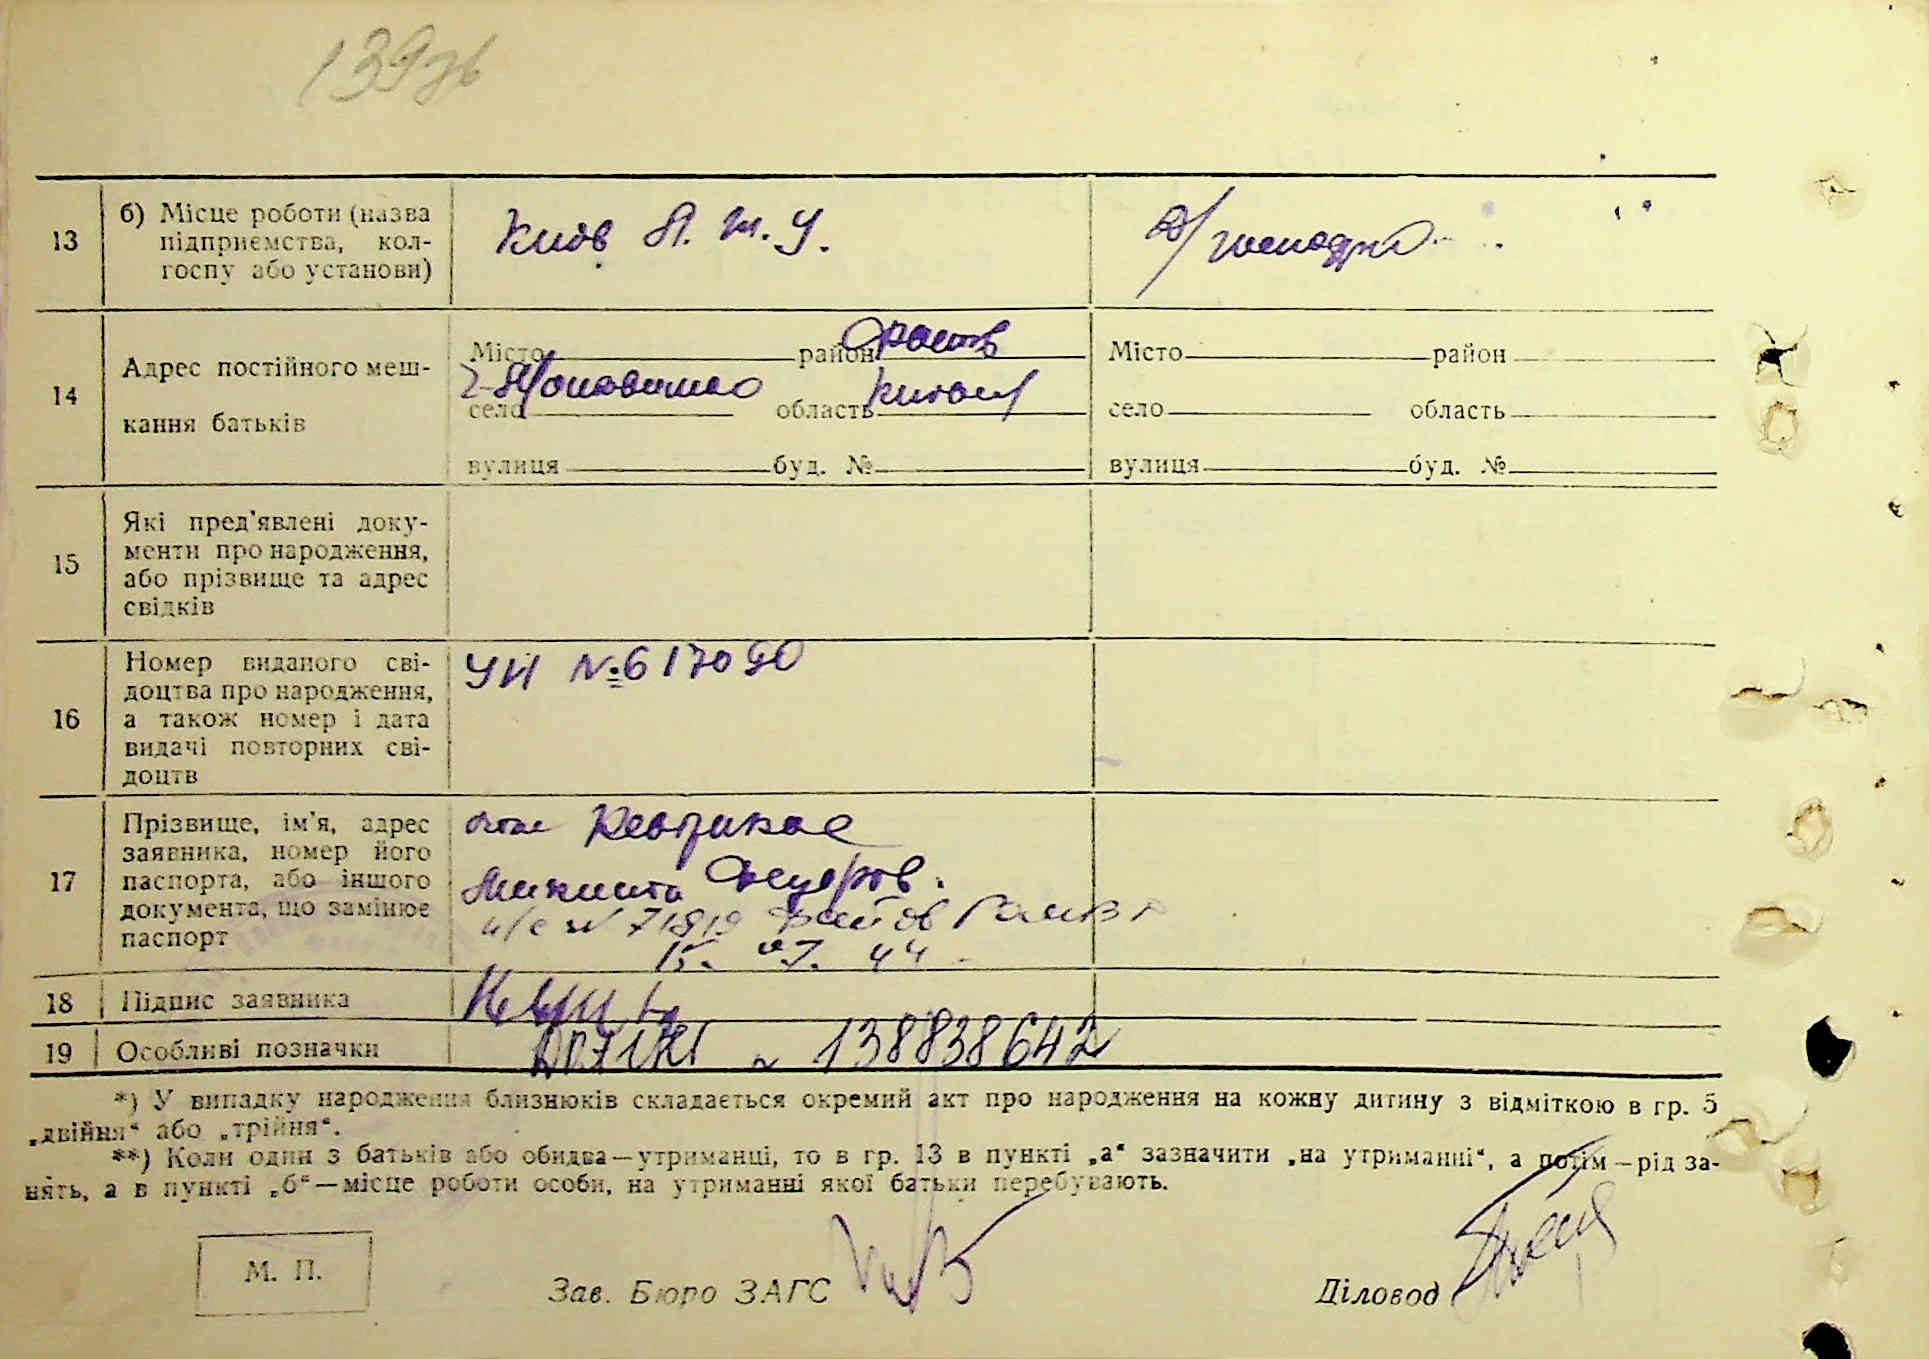 139зв
13
б) Місце роботи (назва
підприємства, кол-
госпу або установи)
Київ
14
Адрес постійного меш-
кання батьків
Місто район
село область
вулиця буд. №
Місто район
село область
вулиця буд. №
15
Які пред'явлені доку-
менти про народження,
або прізвище та адрес
свідків
16
Номер виданого сві-
доцтва про народження,
а також номер і дата
видачі повторних сві-
доцтв
УИ №617090
17
Прізвище, ім'я, адрес
заявника, номер його
паспорта, або іншого
документа, що замінює
паспорт
Микита Федоров.
№ 71819
15. VI. 44
18
Підпис заявника
19
Особливі позначки
138838642
*) У випадку народження близнюків складається окремий акт про народження на кожну дитину з відміткою в гр. 5
„двійня“ або „трійня“.
**) Коли один з батьків або обидва—утриманці, то в гр. 13 в пункті „а“ зазначити „на утриманні“, а потім—рід за-
нять, а в пункті „б“—місце роботи особи, на утриманні якої батьки перебувають.
М. П.
Зав. Бюро ЗАГС
Діловод